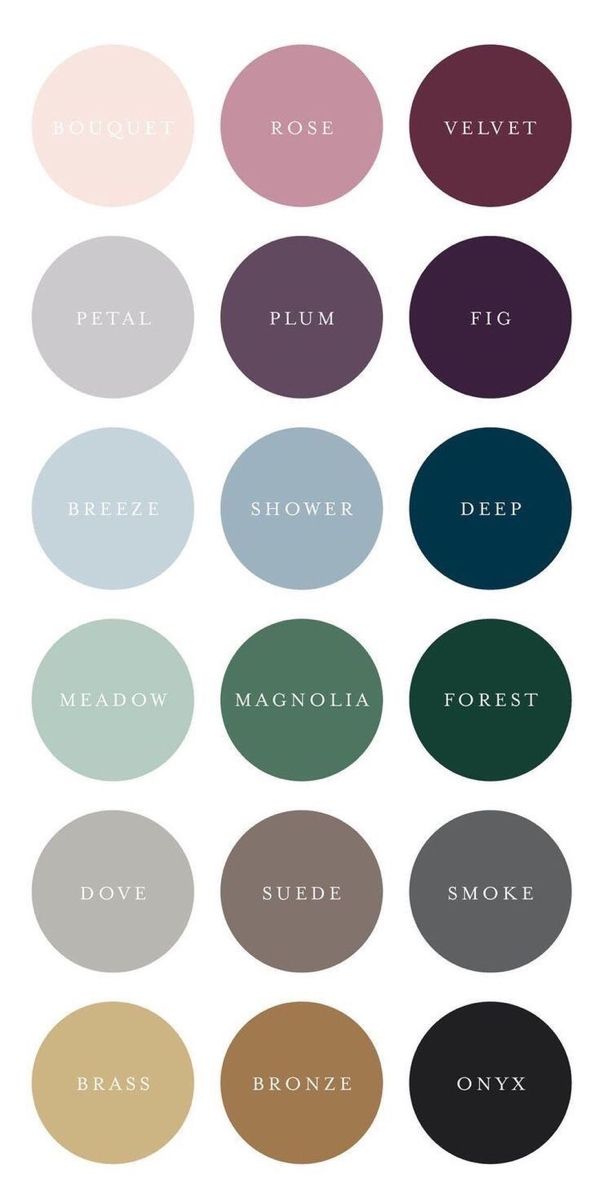 BOUQUET
ROSE
VELVET
PETAL
PLUM
FIG
BREEZE
SHOWER
DEEP
MEADOW
MAGNOLIA
FOREST
DOVE
SUEDE
SMOKE
BRASS
BRONZE
ONYX